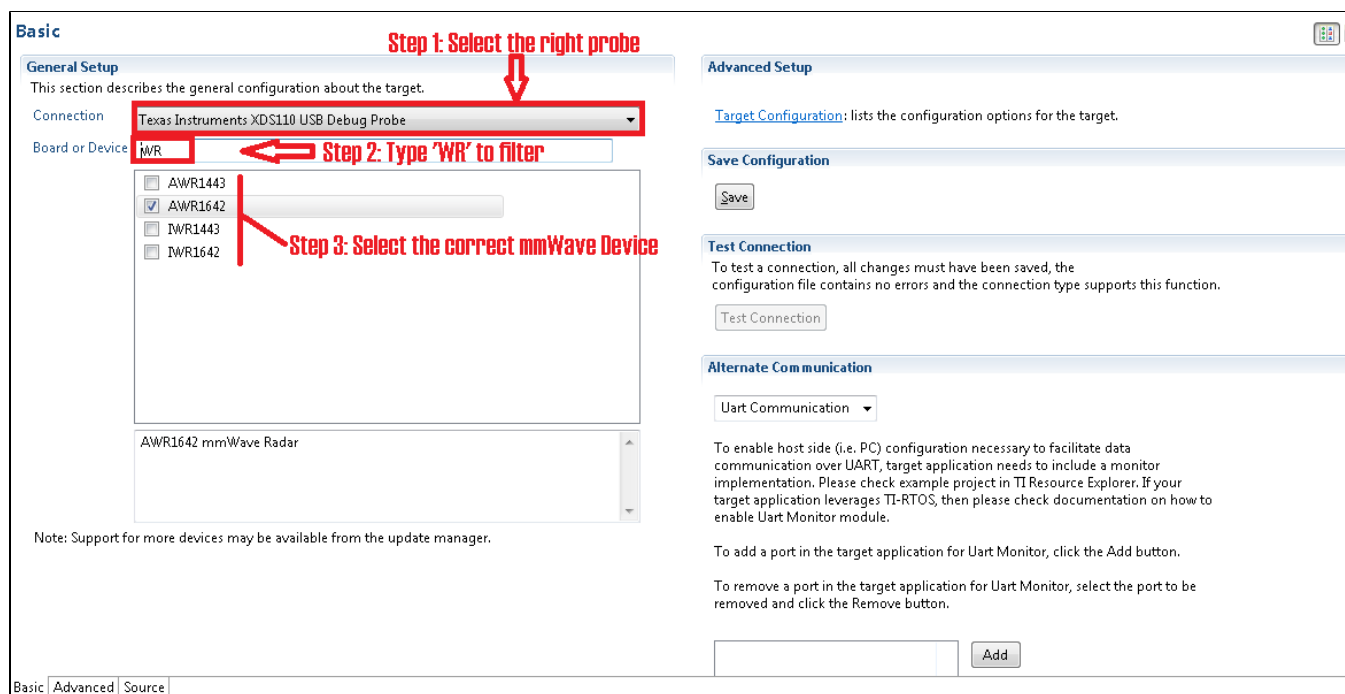 Basic
Step 1: Select the right probe
General Setup
This section describes the general configuration about the target.
Connection
Texas Instruments XDS110 USB Debug Probe
Board or Device
WR
Step 2: Type 'WR' to filter
AWR1443
AWR1642
IWR1443
IWR1642
Step 3: Select the correct mmWave Device
AWR1642 mmWave Radar
Note: Support for more devices may be available from the update manager.
Advanced Setup
Target Configuration: lists the configuration options for the target.
Save Configuration
Save
Test Connection
To test a connection, all changes must have been saved, the
configuration file contains no errors and the connection type supports this function.
Test Connection
Alternate Communication
Uart Communication
To enable host side (i.e. PC) configuration necessary to facilitate data
communication over UART, target application needs to include a monitor
implementation. Please check example project in TI Resource Explorer. If your
target application leverages TI-RTOS, then please check documentation on how to
enable Uart Monitor module.
To add a port in the target application for Uart Monitor, click the Add button.
To remove a port in the target application for Uart Monitor, select the port to be
removed and click the Remove button.
Add
Basic Advanced Source